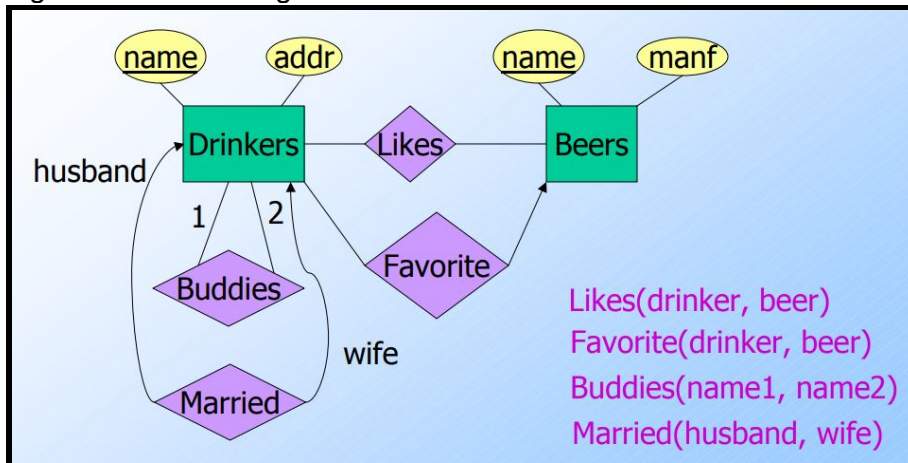 name
addr
name
manf
Drinkers
Likes
Beers
husband
1
2
Favorite
Buddies
wife
Married
Likes(drinker, beer)
Favorite(drinker, beer)
Buddies(name1, name2)
Married(husband, wife)